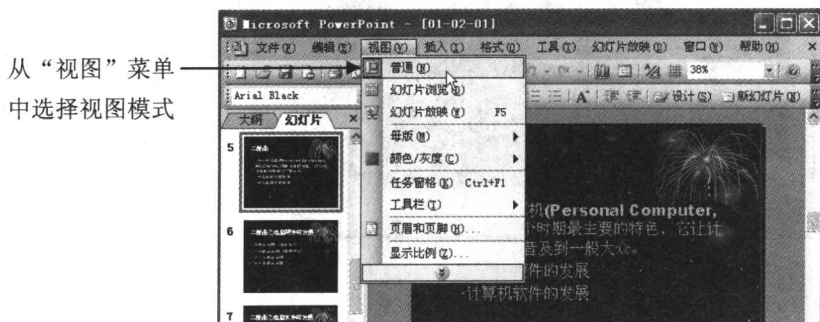 Microsoft PowerPoint - [01-02-01]
文件(F) 编辑(E) 视图(V) 插入(I) 格式(O) 工具(T) 幻灯片放映(D) 窗口(W) 帮助(H)
从“视图”菜单
中选择视图模式
普通(N)
38%
幻灯片浏览(D)
Arial Black
设计(S) 新幻灯片(N)
幻灯片放映(W) F5
大纲 幻灯片
母版(M)
颜色/灰度(C)
任务窗格(K) Ctrl+F1
工具栏(T)
页眉和页脚(H)...
显示比例(Z)...
5
6
7
机(Personal Computer,
小时期最主要的特色，它让计
普及到一般大众。
件的发展
·计算机软件的发展